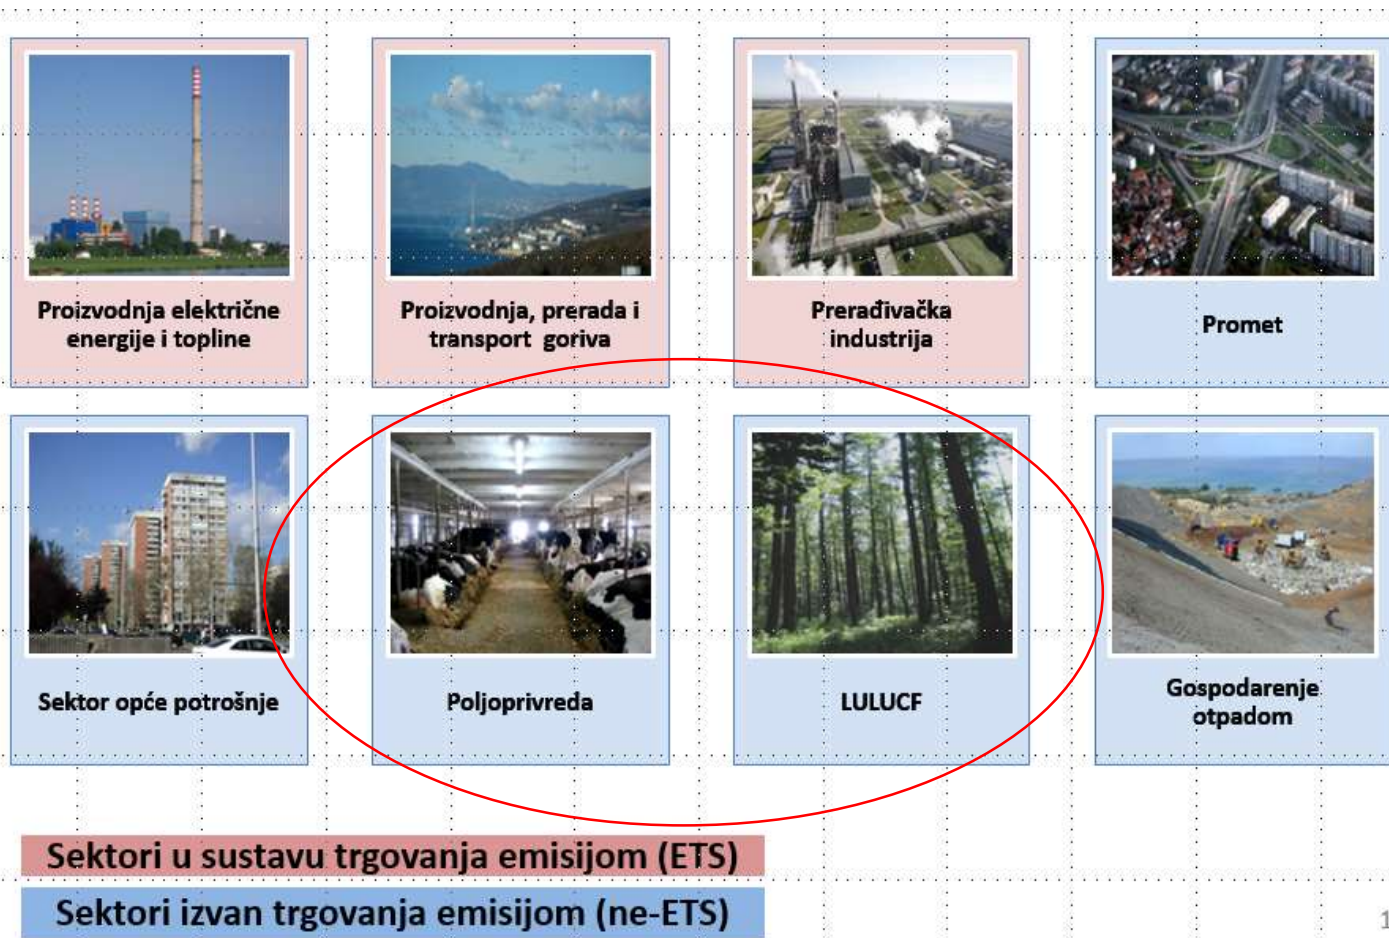 Proizvodnja električne
energije i topline
Proizvodnja, prerada i
transport goriva
Prerađivačka
industrija
Promet
Sektor opće potrošnje
Poljoprivreda
LULUCF
Gospodarenje
otpadom
Sektori u sustavu trgovanja emisijom (ETS)
Sektori izvan trgovanja emisijom (ne-ETS)
1